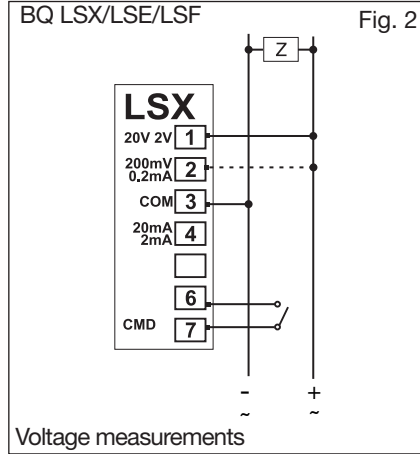 BQ LSX/LSE/LSF
Fig. 2
Z
LSX
20V 2V 1
200mV
0.2mA 2
COM 3
20mA
2mA 4
6
CMD 7
- +
~ ~
Voltage measurements